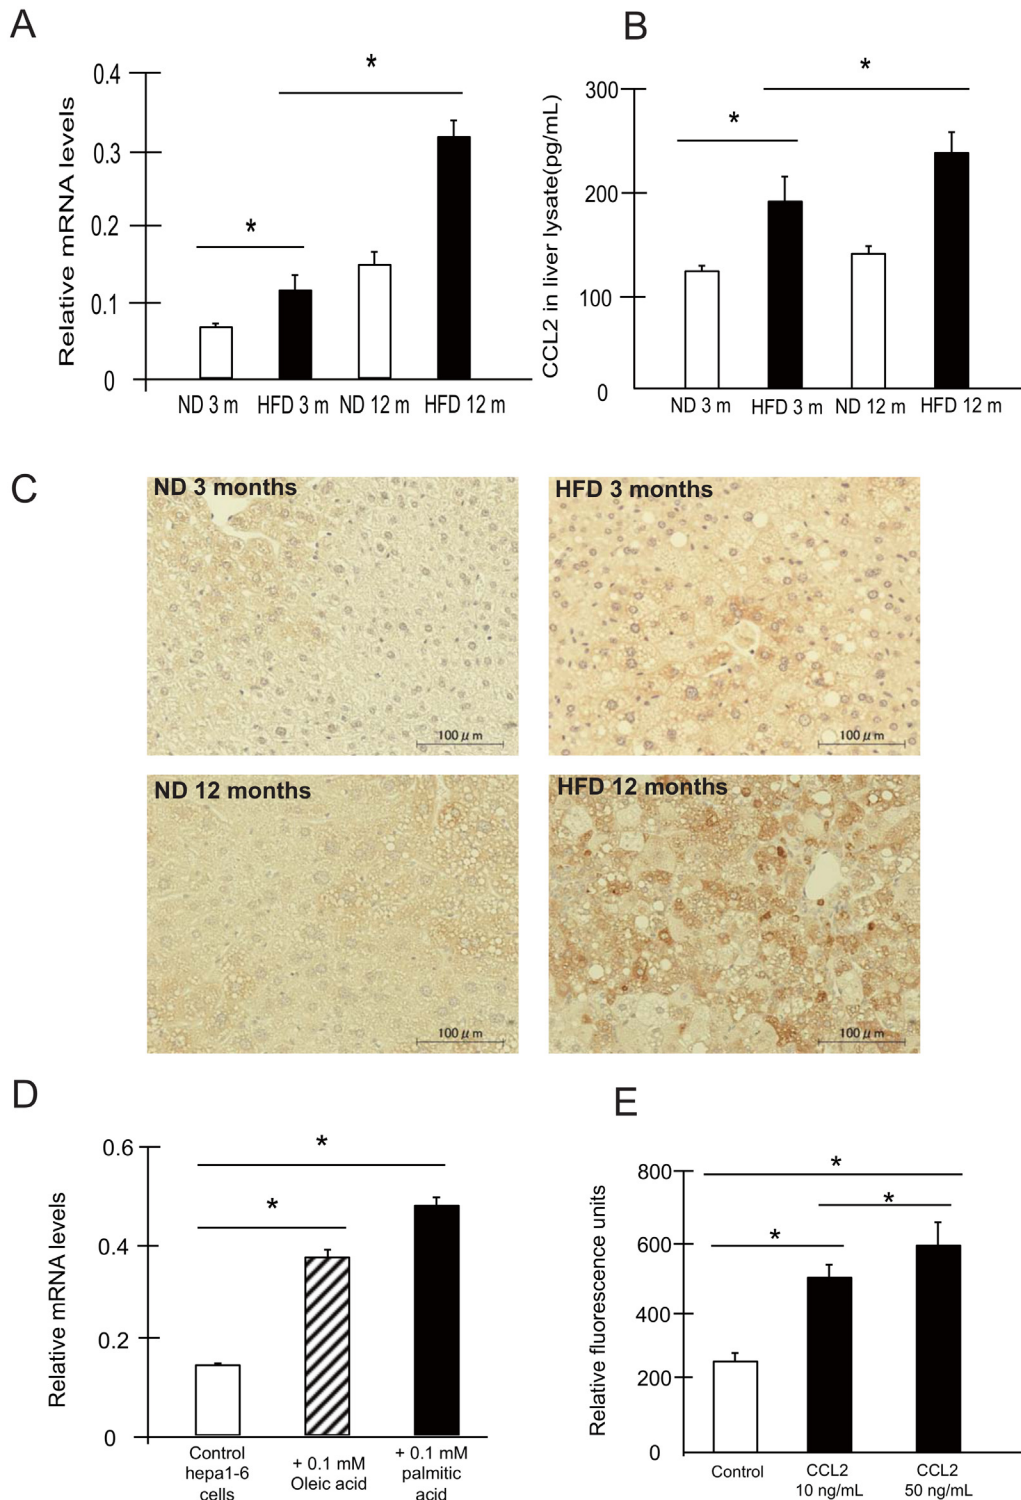 A
Relative mRNA levels
0.4
0.3
0.2
0.1
0
*
*
ND 3 m
HFD 3 m
ND 12 m
HFD 12 m
B
CCL2 in liver lysate(pg/mL)
300
200
100
0
*
*
ND 3 m
HFD 3 m
ND 12 m
HFD 12 m
C
ND 3 months
100 μ m
HFD 3 months
100 μ m
ND 12 months
100 μ m
HFD 12 months
100 μ m
D
Relative mRNA levels
0.6
0.4
0.2
0
*
*
Control
hepa1-6
cells
+ 0.1 mM
Oleic acid
+ 0.1 mM
palmitic
acid
E
Relative fluorescence units
800
600
400
200
0
*
*
*
Control
CCL2
10 ng/mL
CCL2
50 ng/mL